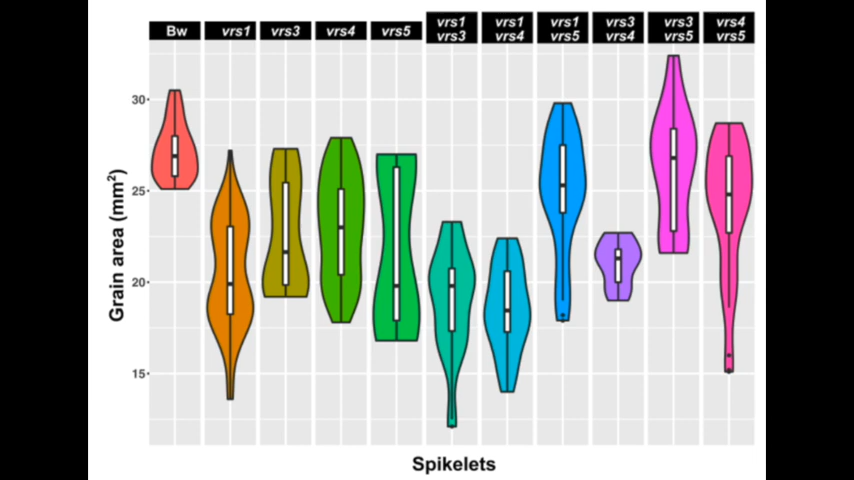 Bw vrs1 vrs3 vrs4 vrs5 vrs1 vrs1 vrs1 vrs3 vrs3 vrs4
vrs3 vrs4 vrs5 vrs4 vrs5 vrs5
30
25
20
15
Grain area (mm²)
Spikelets